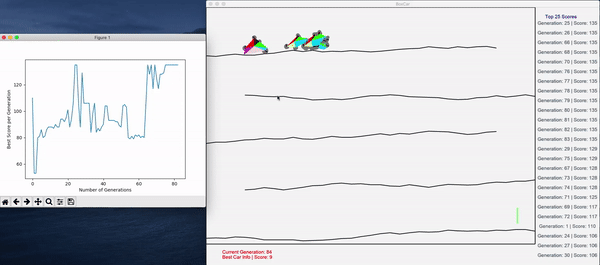 Figure 1
120
100
80
60
Best Score per Generation
0
20
40
60
80
Number of Generations
BoxCar
Top 25 Scores
Generation: 25 | Score: 135
Generation: 26 | Score: 135
Generation: 66 | Score: 135
Generation: 68 | Score: 135
Generation: 70 | Score: 135
Generation: 76 | Score: 135
Generation: 77 | Score: 135
Generation: 78 | Score: 135
Generation: 79 | Score: 135
Generation: 80 | Score: 135
Generation: 81 | Score: 135
Generation: 82 | Score: 135
Generation: 83 | Score: 135
Generation: 29 | Score: 129
Generation: 75 | Score: 129
Generation: 67 | Score: 128
Generation: 73 | Score: 128
Generation: 74 | Score: 128
Generation: 71 | Score: 125
Generation: 69 | Score: 117
Generation: 72 | Score: 117
Generation: 1 | Score: 110
Generation: 24 | Score: 106
Generation: 27 | Score: 106
Generation: 30 | Score: 106
Current Generation: 84
Best Car Info | Score: 9